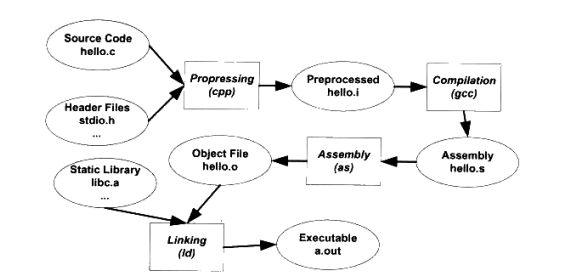 Source Code
hello.c
Propressing
(cpp)
Preprocessed
hello.i
Compilation
(gcc)
Header Files
stdio.h
...
Static Library
libc.a
...
Object File
hello.o
Assembly
(as)
Assembly
hello.s
Linking
(ld)
Executable
a.out